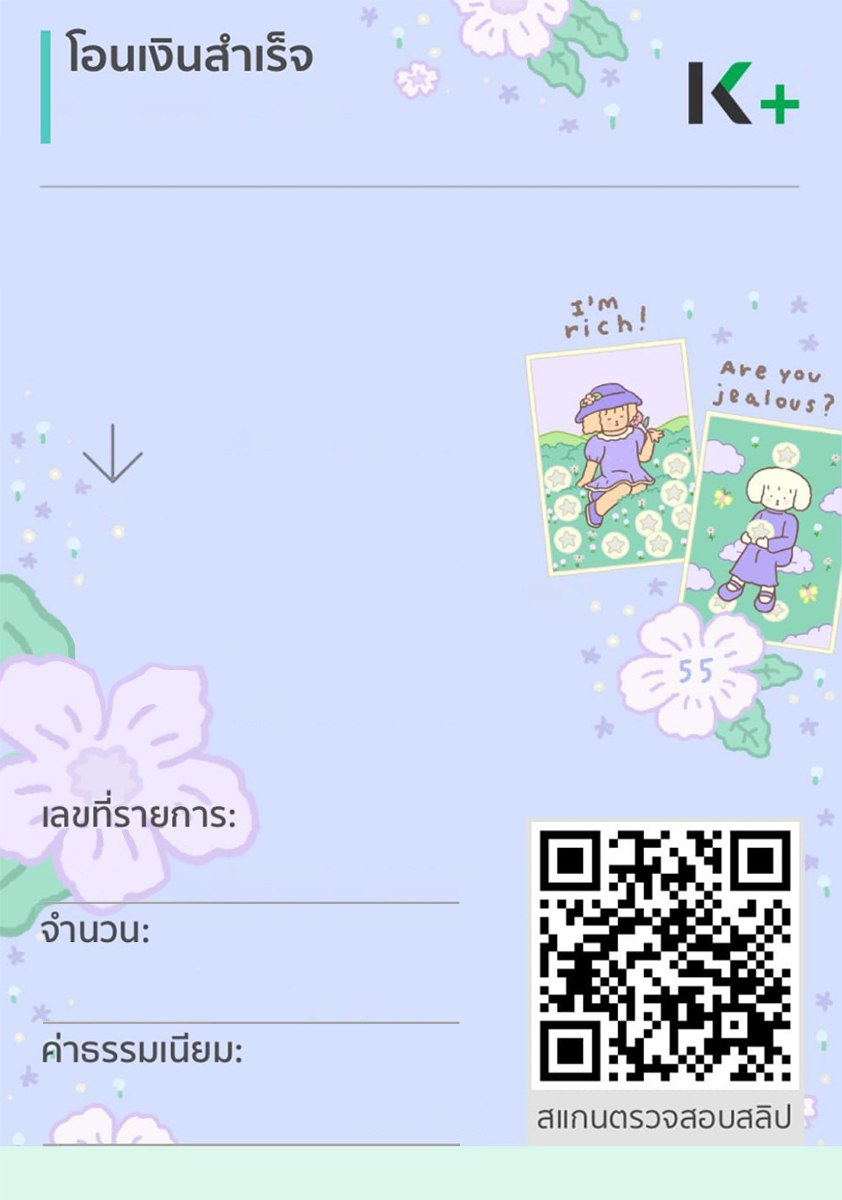 โอนเงินสำเร็จ
K+
I'm
rich!
Are you
jealous?
55
เลขที่รายการ:
จำนวน:
ค่าธรรมเนียม:
สแกนตรวจสอบสลิป